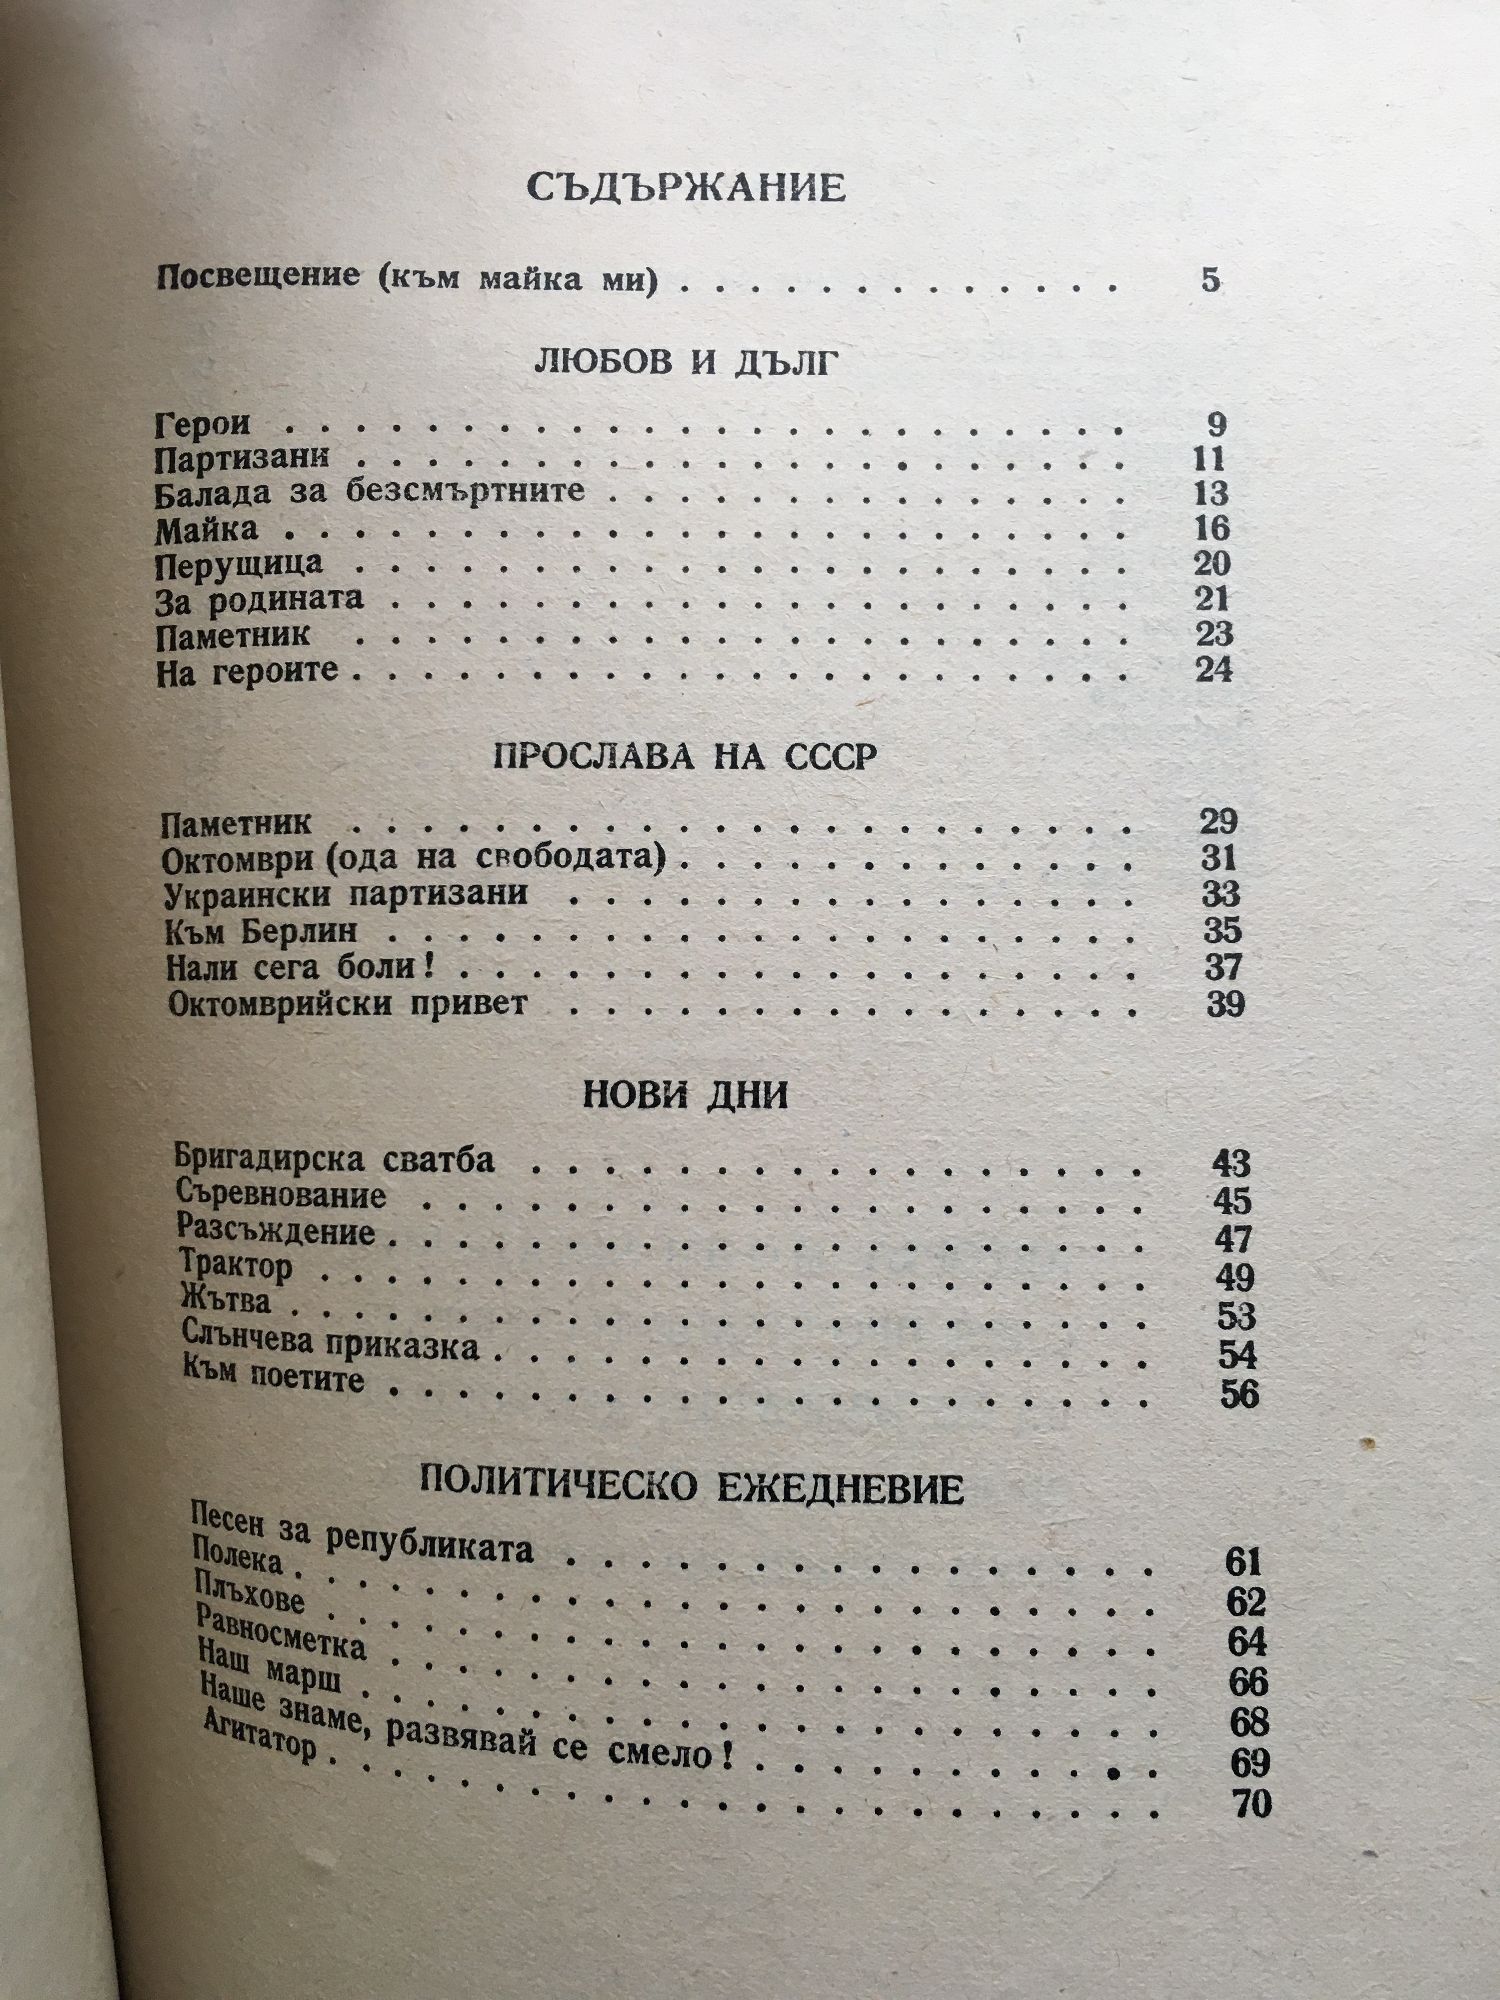 СЪДЪРЖАНИЕ
Посвещение (към майка ми) . . . . . . . . . . . . . 5
ЛЮБОВ И ДЪЛГ
Герои . . . . . . . . . . . . . . . . . . . . . . . . 9
Партизани . . . . . . . . . . . . . . . . . . . . . . 11
Балада за безсмъртните . . . . . . . . . . . . . . . 13
Майка . . . . . . . . . . . . . . . . . . . . . . . . 16
Перущица . . . . . . . . . . . . . . . . . . . . . . 20
За родината . . . . . . . . . . . . . . . . . . . . . 21
Паметник . . . . . . . . . . . . . . . . . . . . . . 23
На героите . . . . . . . . . . . . . . . . . . . . . . 24
ПРОСЛАВА НА СССР
Паметник . . . . . . . . . . . . . . . . . . . . . . 29
Октомври (ода на свободата) . . . . . . . . . . . . . 31
Украински партизани . . . . . . . . . . . . . . . . 33
Към Берлин . . . . . . . . . . . . . . . . . . . . . 35
Нали сега боли! . . . . . . . . . . . . . . . . . . . 37
Октомврийски привет . . . . . . . . . . . . . . . . 39
НОВИ ДНИ
Бригадирска сватба . . . . . . . . . . . . . . . . . 43
Съревнование . . . . . . . . . . . . . . . . . . . . 45
Разсъждение . . . . . . . . . . . . . . . . . . . . . 47
Трактор . . . . . . . . . . . . . . . . . . . . . . . 49
Жътва . . . . . . . . . . . . . . . . . . . . . . . . 53
Слънчева приказка . . . . . . . . . . . . . . . . . . 54
Към поетите . . . . . . . . . . . . . . . . . . . . . 56
ПОЛИТИЧЕСКО ЕЖЕДНЕВИЕ
Песен за републиката . . . . . . . . . . . . . . . . 61
Полека . . . . . . . . . . . . . . . . . . . . . . . . 62
Плъхове . . . . . . . . . . . . . . . . . . . . . . . 64
Равносметка . . . . . . . . . . . . . . . . . . . . . 66
Наш марш . . . . . . . . . . . . . . . . . . . . . . 68
Наше знаме, развявай се смело! . . . . . . . . . . . 69
Агитатор . . . . . . . . . . . . . . . . . . . . . . . 70